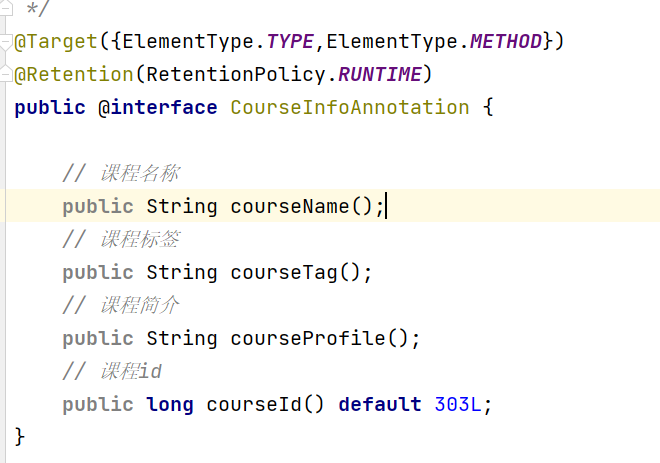 */
@Target({ElementType.TYPE,ElementType.METHOD})
@Retention(RetentionPolicy.RUNTIME)
public @interface CourseInfoAnnotation {
// 课程名称
public String courseName();
// 课程标签
public String courseTag();
// 课程简介
public String courseProfile();
// 课程id
public long courseId() default 303L;
}